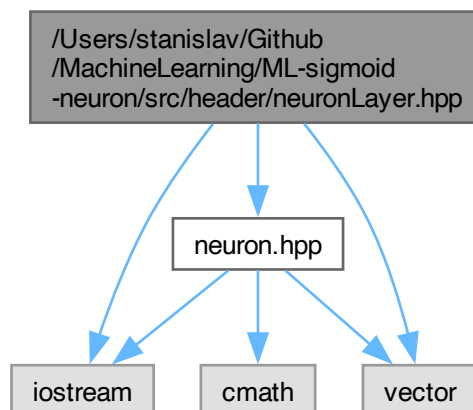 /Users/stanislav/Github
/MachineLearning/ML-sigmoid
-neuron/src/header/neuronLayer.hpp
neuron.hpp
iostream
cmath
vector